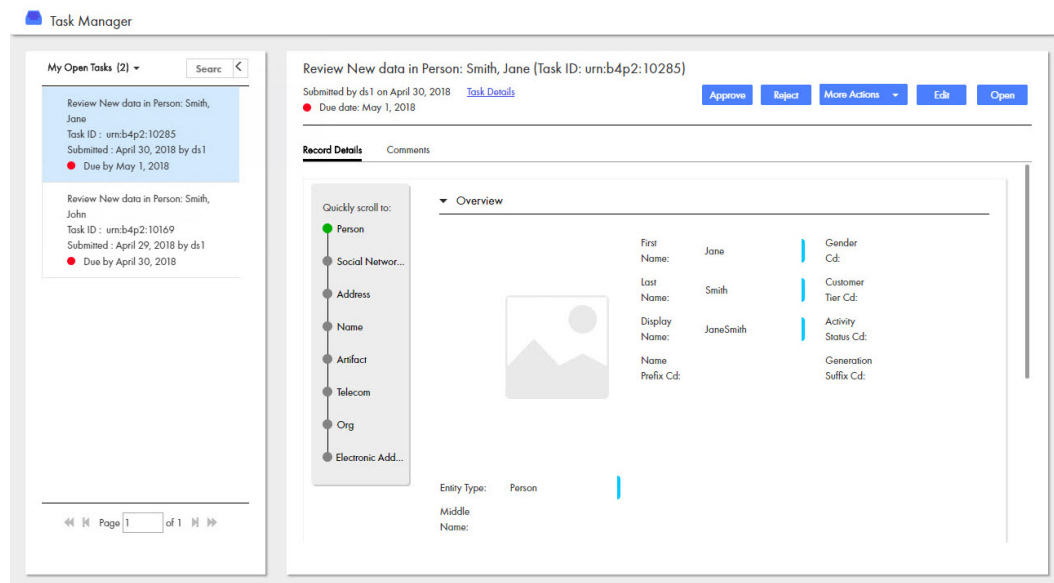 Task Manager
My Open Tasks (2)
Searc
Review New data in Person: Smith,
Jane
Task ID : urn:b4p2:10285
Submitted : April 30, 2018 by ds1
Due by May 1, 2018
Review New data in Person: Smith,
John
Task ID : urn:b4p2:10169
Submitted : April 29, 2018 by ds1
Due by April 30, 2018
Page 1 of 1
Review New data in Person: Smith, Jane (Task ID: urn:b4p2:10285)
Submitted by ds1 on April 30, 2018 Task Details
Due date: May 1, 2018
Approve Reject More Actions Edit Open
Record Details Comments
Quickly scroll to:
Person
Social Networ...
Address
Name
Artifact
Telecom
Org
Electronic Add...
Overview
First
Name:
Jane
Last
Name:
Smith
Display
Name:
JaneSmith
Name
Prefix Cd:
Gender
Cd:
Customer
Tier Cd:
Activity
Status Cd:
Generation
Suffix Cd:
Entity Type: Person
Middle
Name: